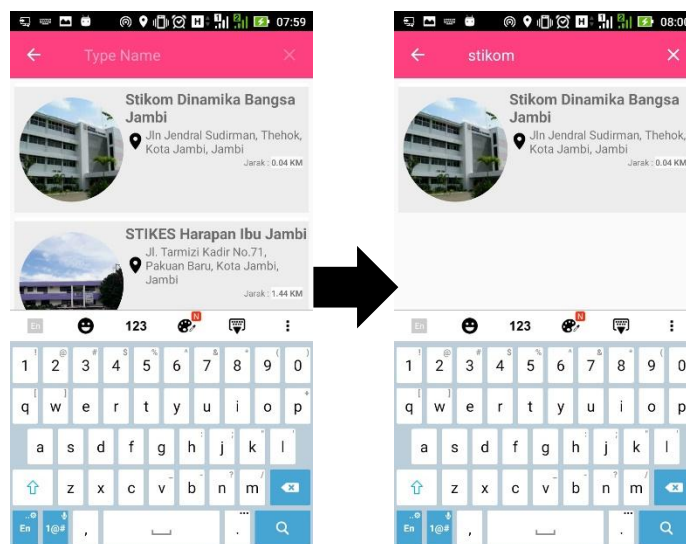 H 07:59
Type Name
Stikom Dinamika Bangsa
Jambi
Jln Jendral Sudirman, Thehok,
Kota Jambi, Jambi
Jarak : 0.04 KM
STIKES Harapan Ibu Jambi
Jl. Tarmizi Kadir No.71,
Pakuan Baru, Kota Jambi,
Jambi
Jarak : 1.44 KM
En 123 N
1 2 3 4 5 6 7 8 9 0
q w e r t y u i o p
a s d f g h j k l
z x c v b n m
En 1@# , .
H 08:00
stikom
Stikom Dinamika Bangsa
Jambi
Jln Jendral Sudirman, Thehok,
Kota Jambi, Jambi
Jarak : 0.04 KM
En 123 N
1 2 3 4 5 6 7 8 9 0
q w e r t y u i o p
a s d f g h j k l
z x c v b n m
En 1@# , .